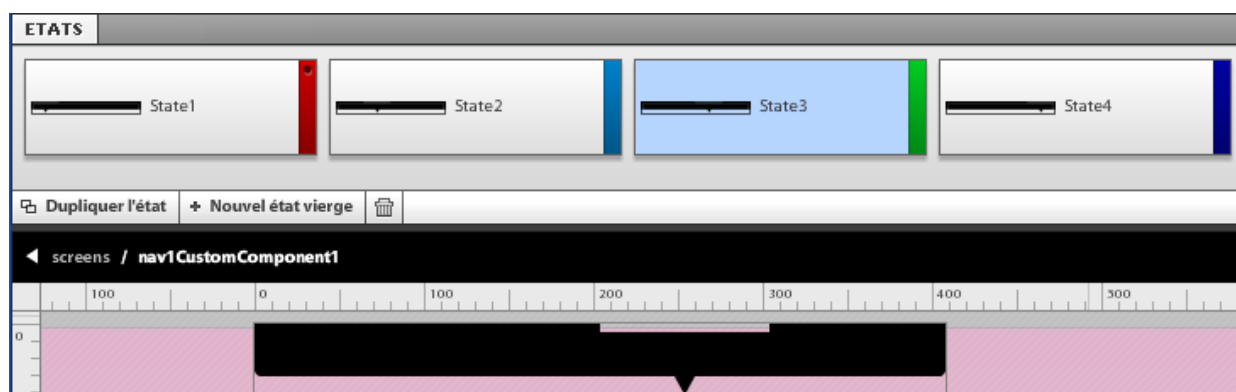 ETATS
State1 State2 State3 State4
Dupliquer l'état + Nouvel état vierge
screens / nav1CustomComponent1
100 0 100 200 300 400 500
0